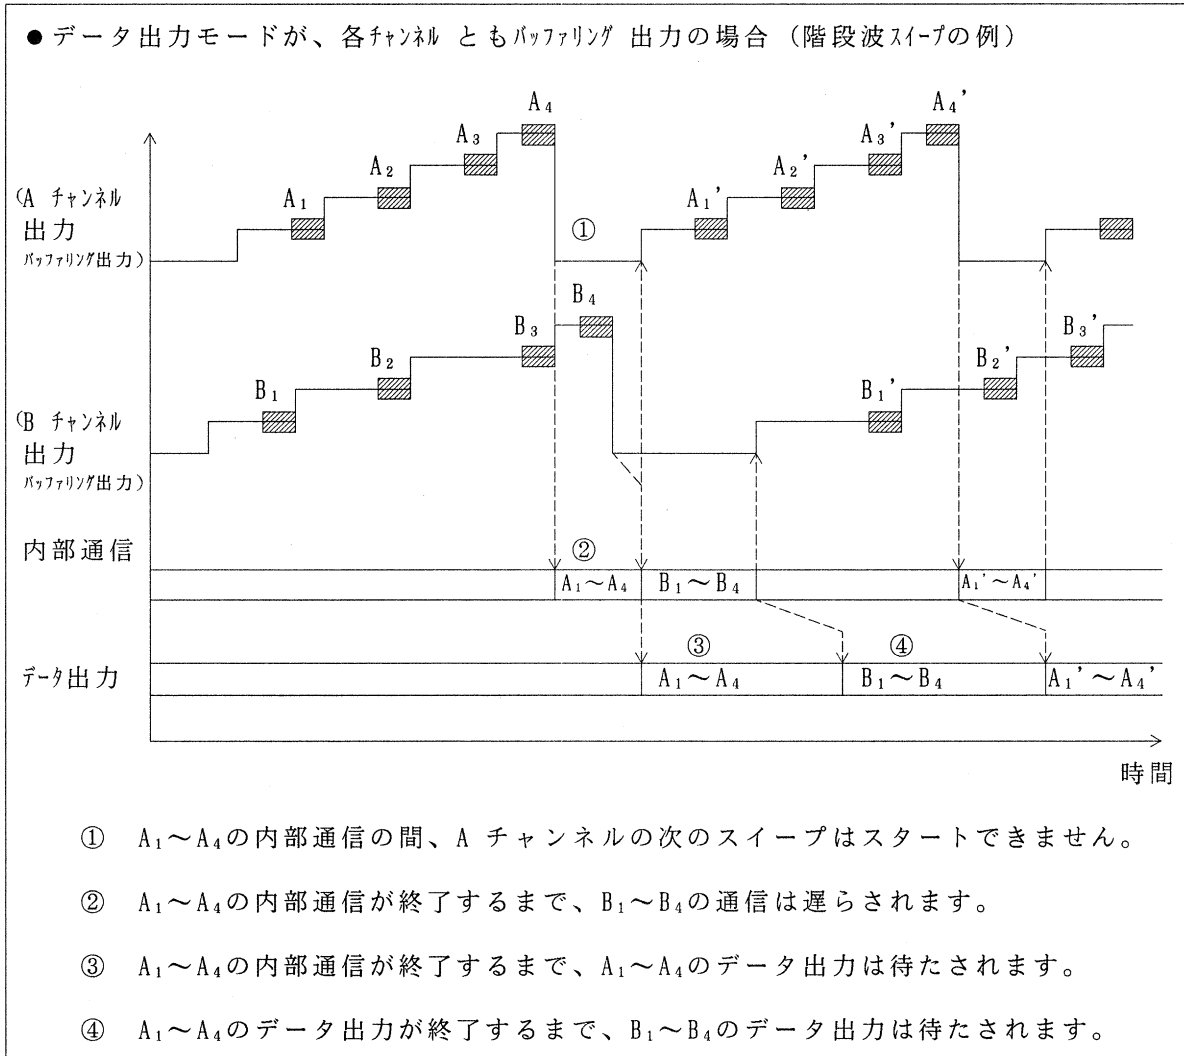 ● データ出力モードが、各ﾁｬﾝﾈﾙ ともﾊﾞｯﾌｧﾘﾝｸﾞ 出力の場合 (階段波ｽｲｰﾌﾟの例)
A₄
A₄'
A₃
A₃'
A₂
A₂'
A₁
A₁'
(A チャンネル
出力
ﾊﾞｯﾌｧﾘﾝｸﾞ出力)
①
B₄
B₃
B₃'
B₂
B₂'
B₁
B₁'
(B チャンネル
出力
ﾊﾞｯﾌｧﾘﾝｸﾞ出力)
内部通信
②
A₁～A₄
B₁～B₄
A₁'～A₄'
③
④
ﾃﾞｰﾀ出力
A₁～A₄
B₁～B₄
A₁'～A₄'
時間
① A₁～A₄の内部通信の間、A チャンネルの次のスイープはスタートできません。
② A₁～A₄の内部通信が終了するまで、B₁～B₄の通信は遅らされます。
③ A₁～A₄の内部通信が終了するまで、A₁～A₄のデータ出力は待たされます。
④ A₁～A₄のデータ出力が終了するまで、B₁～B₄のデータ出力は待たされます。